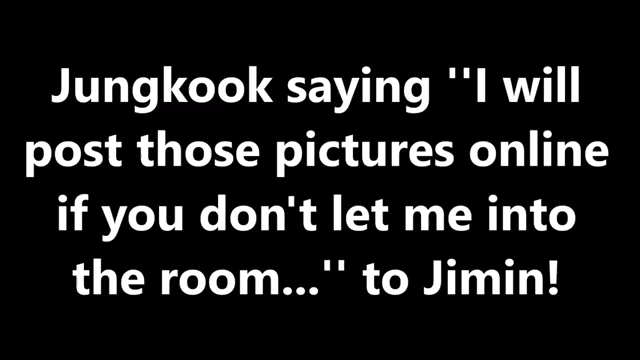 Jungkook saying ''I will
post those pictures online
if you don't let me into
the room...'' to Jimin!